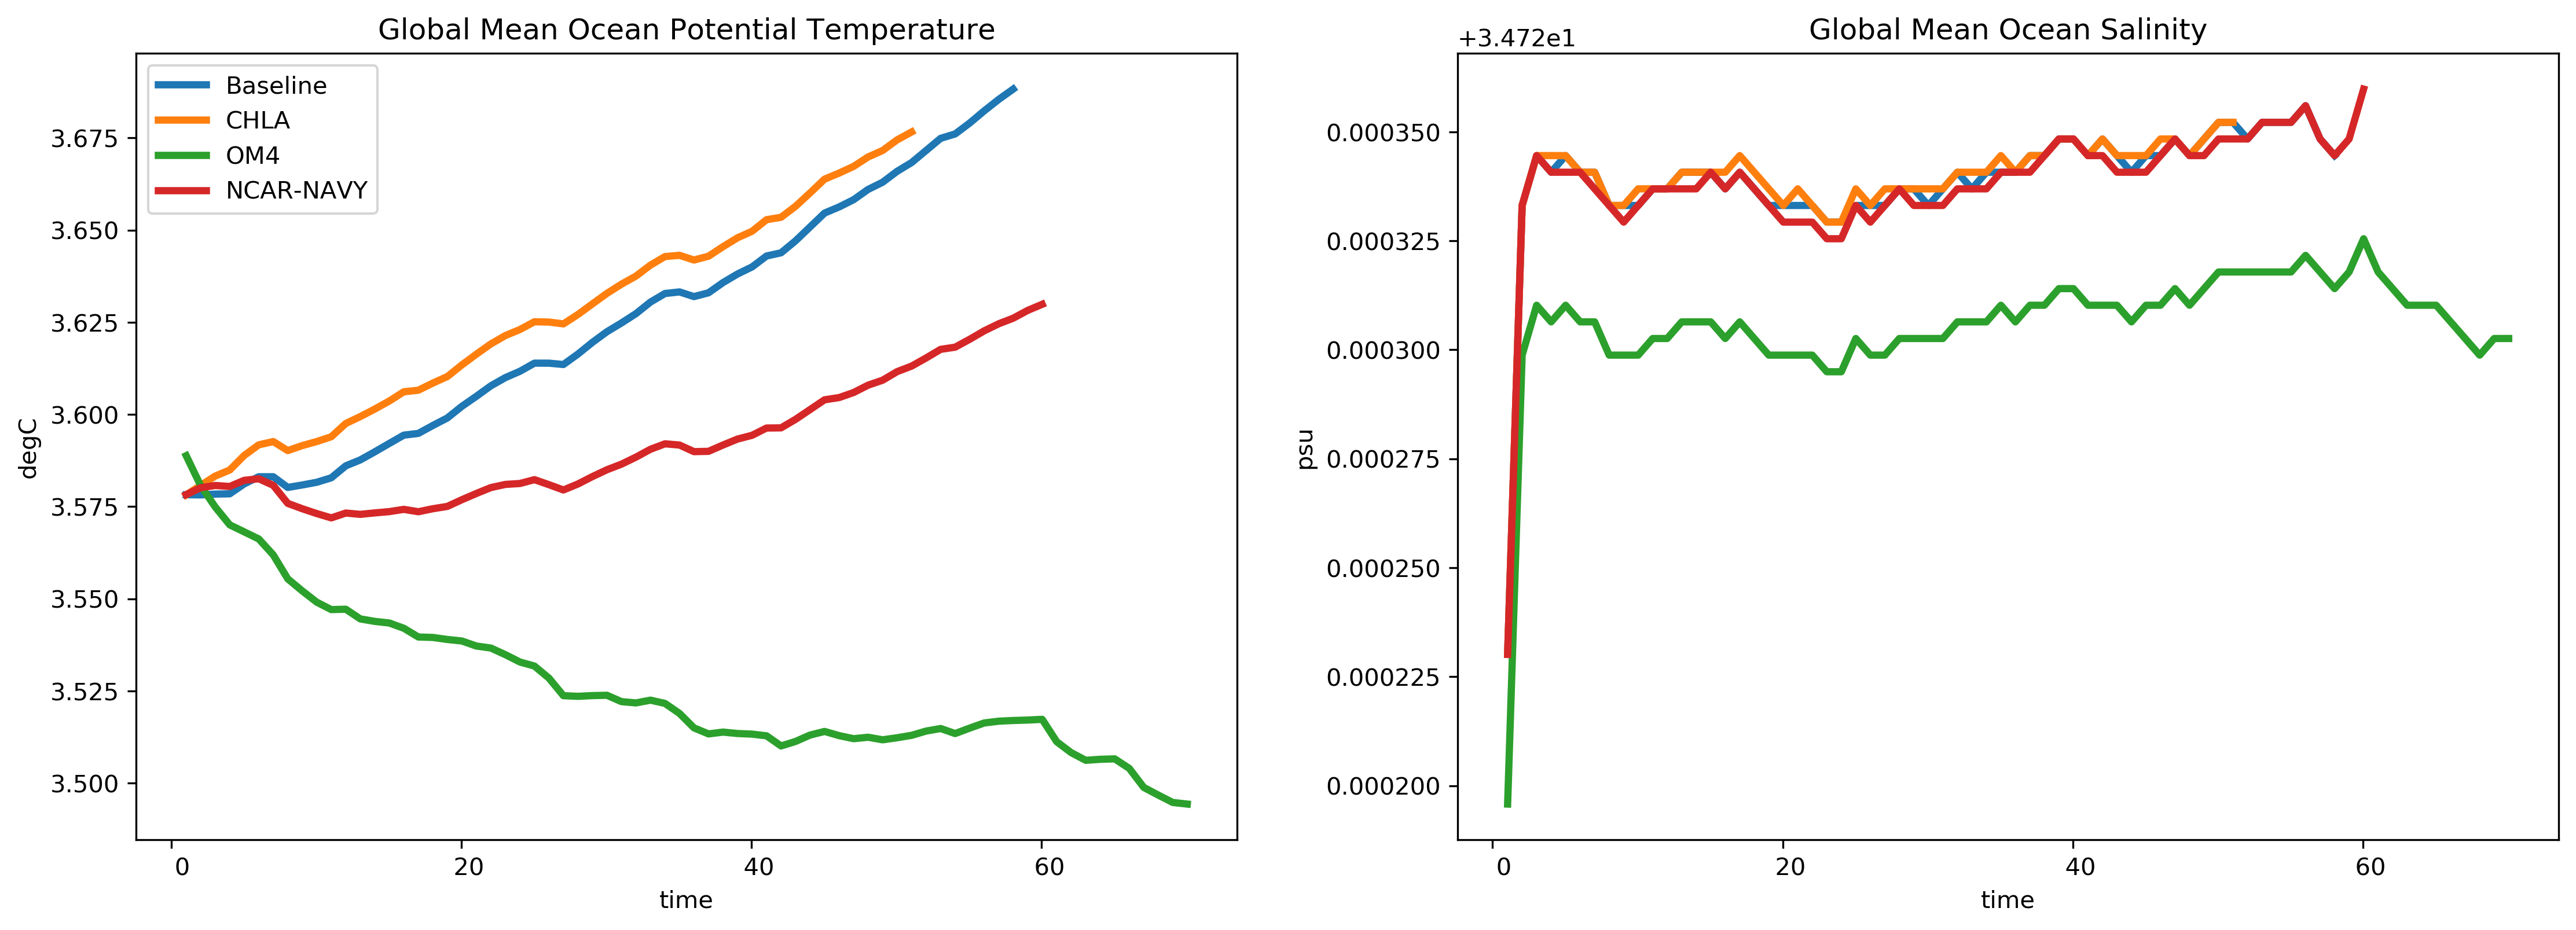 Global Mean Ocean Potential Temperature
Baseline
CHLA
OM4
NCAR-NAVY
3.675
3.650
3.625
3.600
3.575
3.550
3.525
3.500
degC
0 20 40 60
time
Global Mean Ocean Salinity
+3.472e1
0.000350
0.000325
0.000300
0.000275
0.000250
0.000225
0.000200
psu
0 20 40 60
time